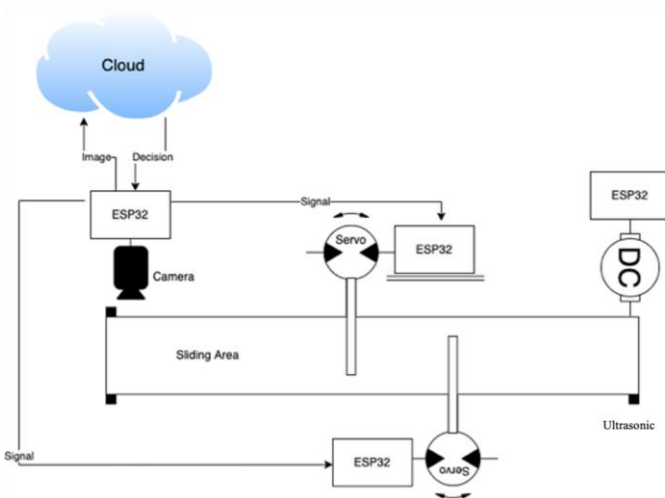 Cloud
Image
Decision
ESP32
Signal
ESP32
Servo
ESP32
DC
Camera
Sliding Area
Ultrasonic
Signal
ESP32
Servo